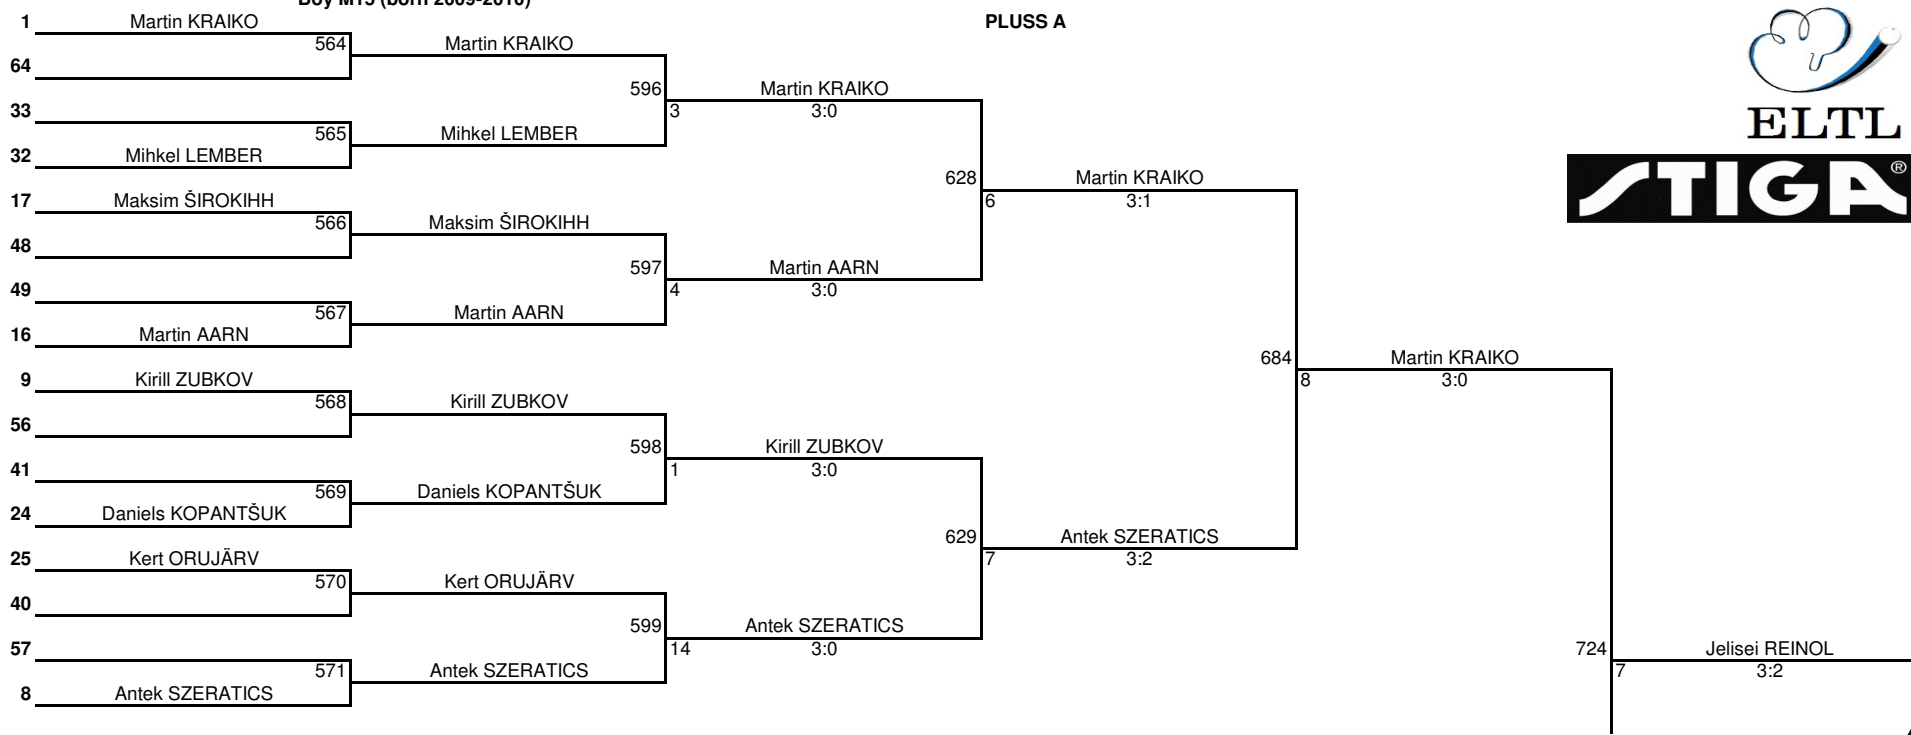 Boy M15 (born 2009-2010)
PLUSS A
ELTL
STIGA®
1 Martin KRAIKO
564 Martin KRAIKO
64
596 Martin KRAIKO
3 3:0
33
565 Mihkel LEMBER
32 Mihkel LEMBER
628 Martin KRAIKO
6 3:1
17 Maksim ŠIROKIHH
566 Maksim ŠIROKIHH
48
597 Martin AARN
4 3:0
49
567 Martin AARN
16 Martin AARN
684 Martin KRAIKO
8 3:0
9 Kirill ZUBKOV
568 Kirill ZUBKOV
56
598 Kirill ZUBKOV
1 3:0
41
569 Daniels KOPANTŠUK
24 Daniels KOPANTŠUK
629 Antek SZERATICS
7 3:2
25 Kert ORUJÄRV
570 Kert ORUJÄRV
40
599 Antek SZERATICS
14 3:0
57
571 Antek SZERATICS
8 Antek SZERATICS
724 Jelisei REINOL
7 3:2